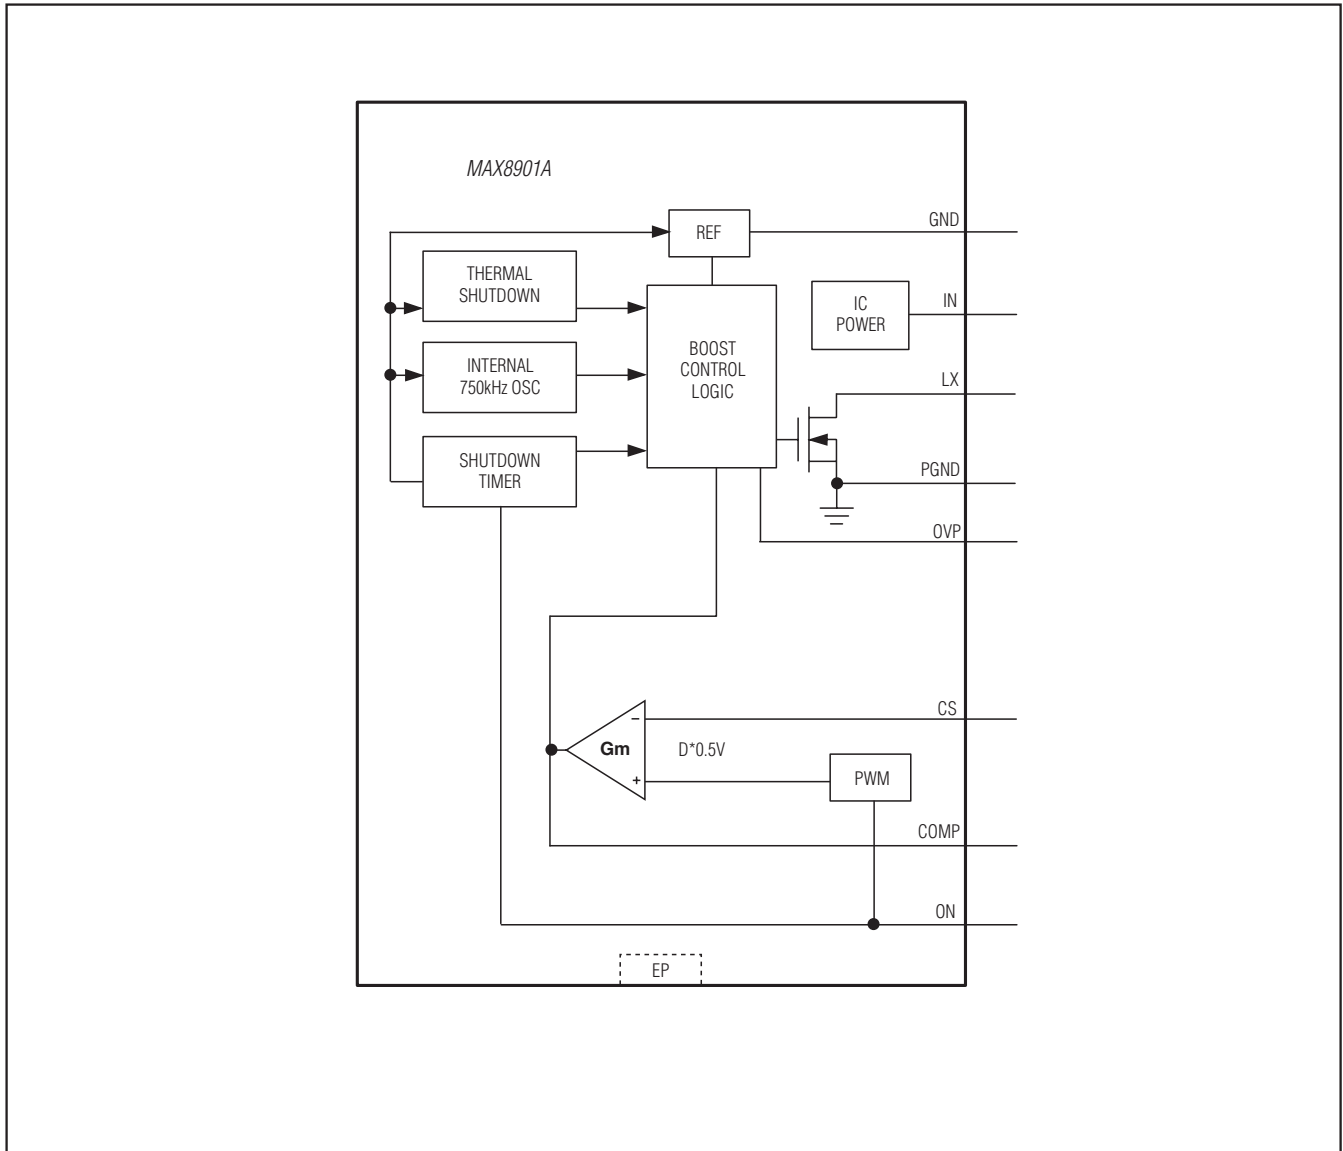 MAX8901A
REF
GND
THERMAL
SHUTDOWN
IC
POWER
IN
INTERNAL
750kHz OSC
BOOST
CONTROL
LOGIC
LX
SHUTDOWN
TIMER
PGND
OVP
CS
−
Gm
D*0.5V
+
PWM
COMP
ON
EP